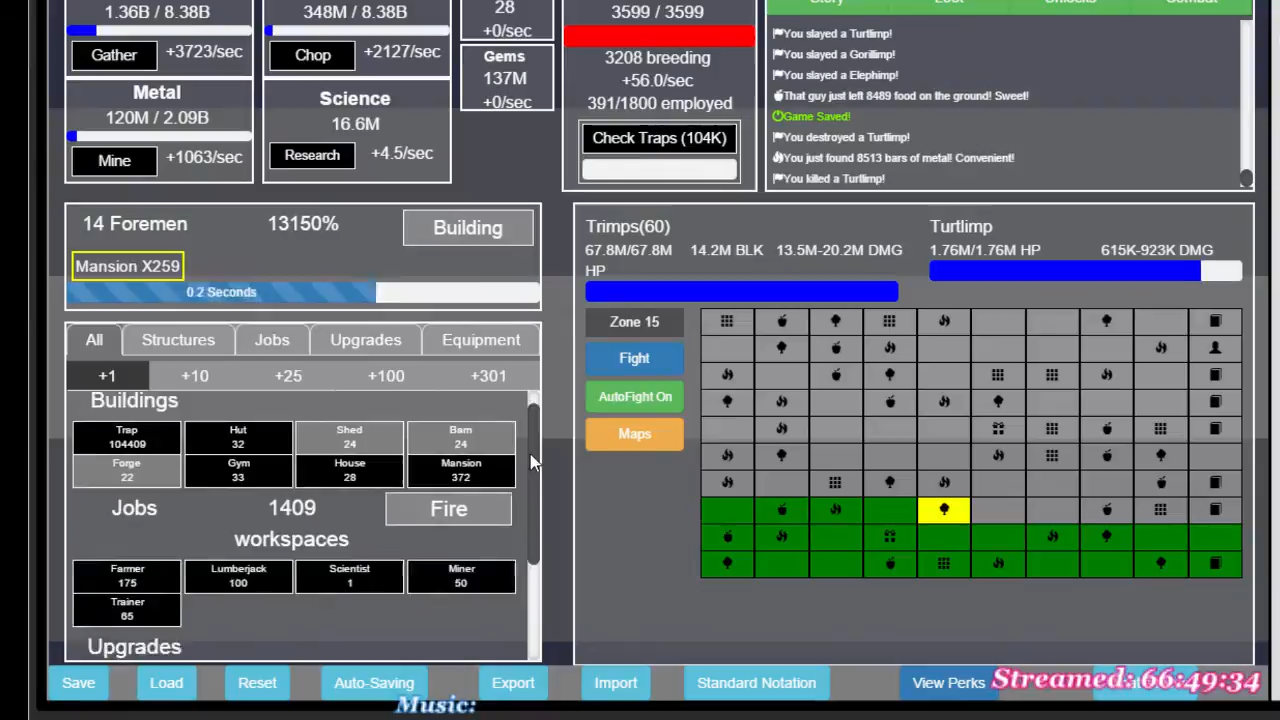 1.36B / 8.38B
Gather
+3723/sec
348M / 8.38B
Chop
+2127/sec
28
+0/sec
Metal
120M / 2.09B
Mine
+1063/sec
Science
16.6M
Research
+4.5/sec
Gems
137M
+0/sec
3599 / 3599
3208 breeding
+56.0/sec
391/1800 employed
Check Traps (104K)
You slayed a Turtlimp!
You slayed a Gorillimp!
You slayed a Elephimp!
That guy just left 8489 food on the ground! Sweet!
Game Saved!
You destroyed a Turtlimp!
You just found 8513 bars of metal! Convenient!
You killed a Turtlimp!
14 Foremen
13150%
Building
Mansion X259
0.2 Seconds
All
Structures
Jobs
Upgrades
Equipment
+1
+10
+25
+100
+301
Buildings
Trap
104409
Hut
32
Shed
24
Barn
24
Forge
22
Gym
33
House
28
Mansion
372
Jobs
1409
workspaces
Fire
Farmer
175
Lumberjack
100
Scientist
1
Miner
50
Trainer
65
Upgrades
Trimps(60)
67.8M/67.8M HP
14.2M BLK
13.5M-20.2M DMG
Turtlimp
1.76M/1.76M HP
615K-923K DMG
Zone 15
Fight
AutoFight On
Maps
Save
Load
Reset
Auto-Saving
Export
Import
Standard Notation
View Perks
Streamed: 66:49:34
Music: